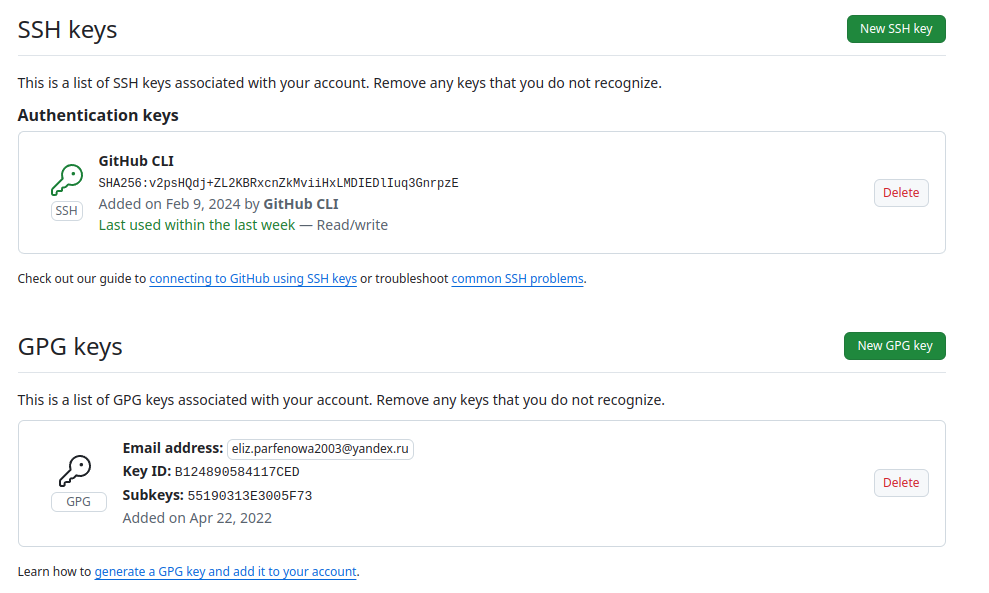 SSH keys
New SSH key
This is a list of SSH keys associated with your account. Remove any keys that you do not recognize.
Authentication keys
GitHub CLI
SHA256:v2psHQdj+ZL2KBRxcnZkMviiHxLMDIEDlIuq3GnrpzE
SSH
Added on Feb 9, 2024 by GitHub CLI
Last used within the last week — Read/write
Delete
Check out our guide to connecting to GitHub using SSH keys or troubleshoot common SSH problems.
GPG keys
New GPG key
This is a list of GPG keys associated with your account. Remove any keys that you do not recognize.
Email address: eliz.parfenowa2003@yandex.ru
Key ID: B124890584117CED
Subkeys: 55190313E3005F73
GPG
Added on Apr 22, 2022
Delete
Learn how to generate a GPG key and add it to your account.